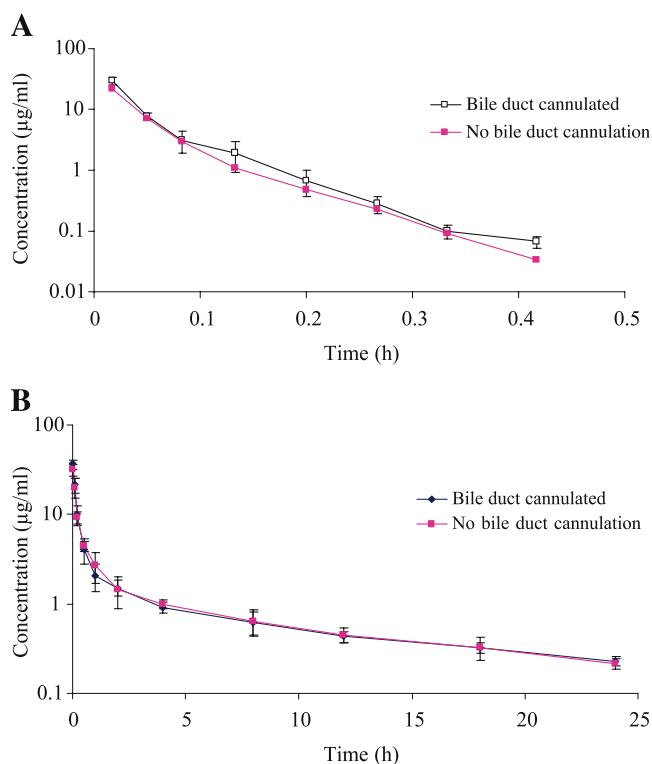 A
Concentration (µg/ml)
100
10
1
0.1
0.01
0
0.1
0.2
0.3
0.4
0.5
Time (h)
Bile duct cannulated
No bile duct cannulation
B
Concentration (µg/ml)
100
10
1
0.1
0
5
10
15
20
25
Time (h)
Bile duct cannulated
No bile duct cannulation